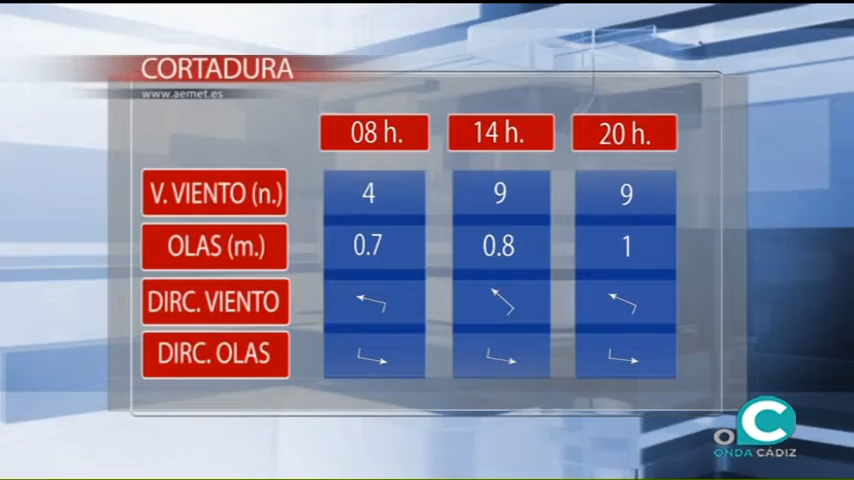 CORTADURA
www.aemet.es
08 h. 14 h. 20 h.
V. VIENTO (n.) 4 9 9
OLAS (m.) 0.7 0.8 1
DIRC. VIENTO
DIRC. OLAS
OC
ONDA CÁDIZ